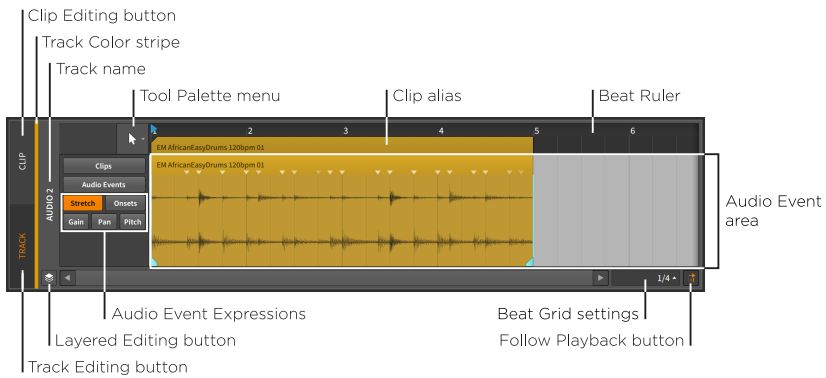 Clip Editing button
Track Color stripe
Track name
Tool Palette menu
Clip alias
Beat Ruler
1 2 3 4 5 6
EM AfricanEasyDrums 120bpm 01
EM AfricanEasyDrums 120bpm 01
CLIP
TRACK
AUDIO 2
Clips
Audio Events
Stretch Onsets
Gain Pan Pitch
1/4
Audio Event
area
Audio Event Expressions
Beat Grid settings
Layered Editing button
Follow Playback button
Track Editing button